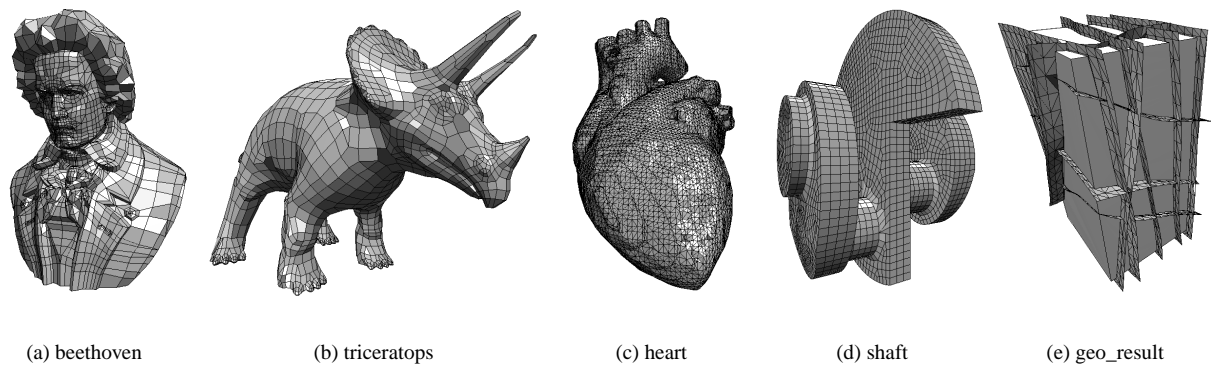 (a) beethoven
(b) triceratops
(c) heart
(d) shaft
(e) geo_result